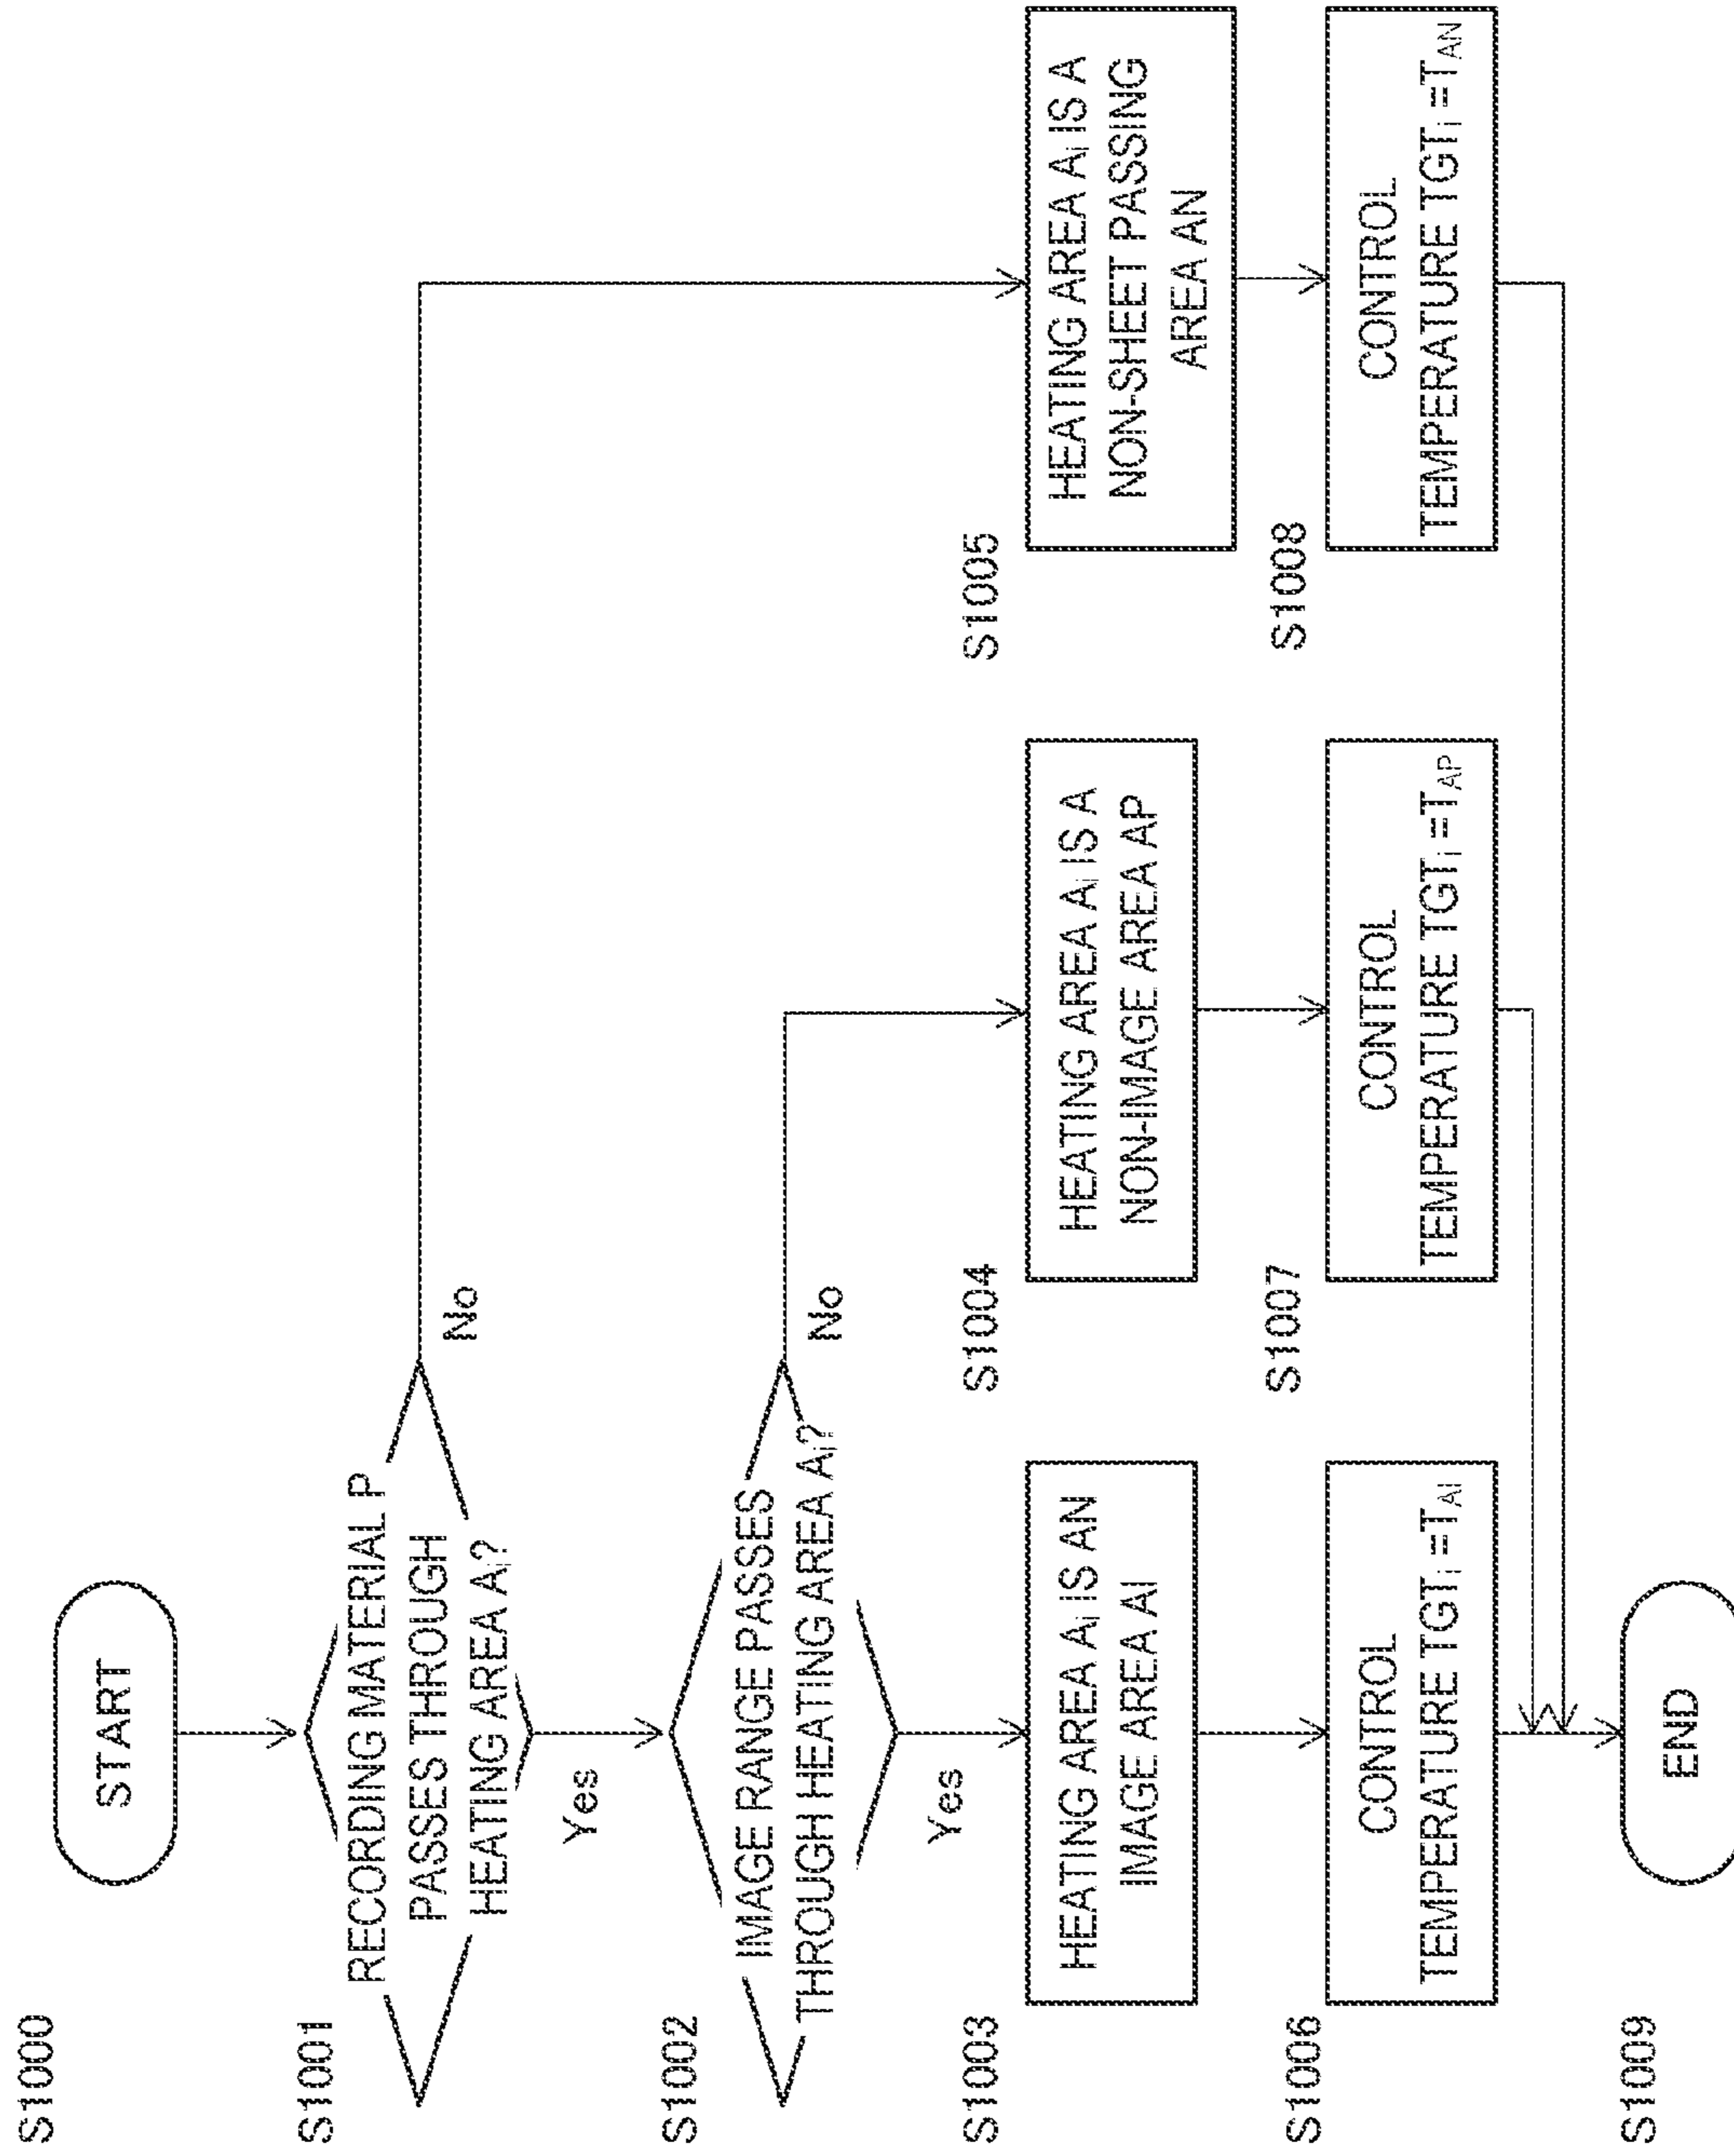 S1000
START
S1001
RECORDING MATERIAL P
PASSES THROUGH
HEATING AREA Ai?
No
Yes
S1002
IMAGE RANGE PASSES
THROUGH HEATING AREA Ai?
No
Yes
S1003
HEATING AREA Ai IS AN
IMAGE AREA AI
S1004
HEATING AREA Ai IS A
NON-IMAGE AREA AP
S1005
HEATING AREA Ai IS A
NON-SHEET PASSING
AREA AN
S1006
CONTROL
TEMPERATURE TGTi =TAI
S1007
CONTROL
TEMPERATURE TGTi =TAP
S1008
CONTROL
TEMPERATURE TGTi =TAN
S1009
END